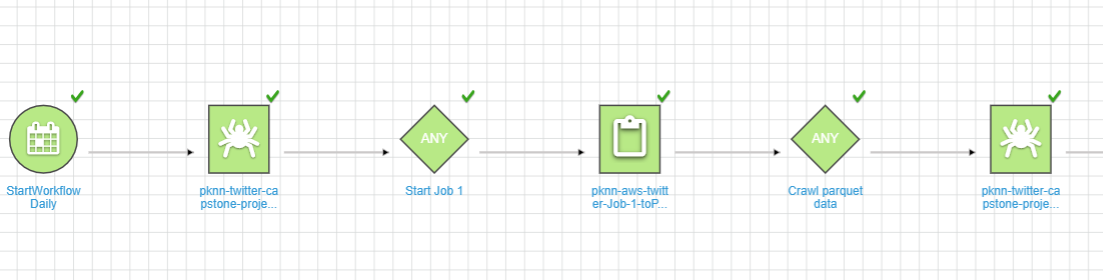 ANY
ANY
StartWorkflow
Daily
pknn-twitter-ca
pstone-proje...
Start Job 1
pknn-aws-twitt
er-Job-1-toP...
Crawl parquet
data
pknn-twitter-ca
pstone-proje...